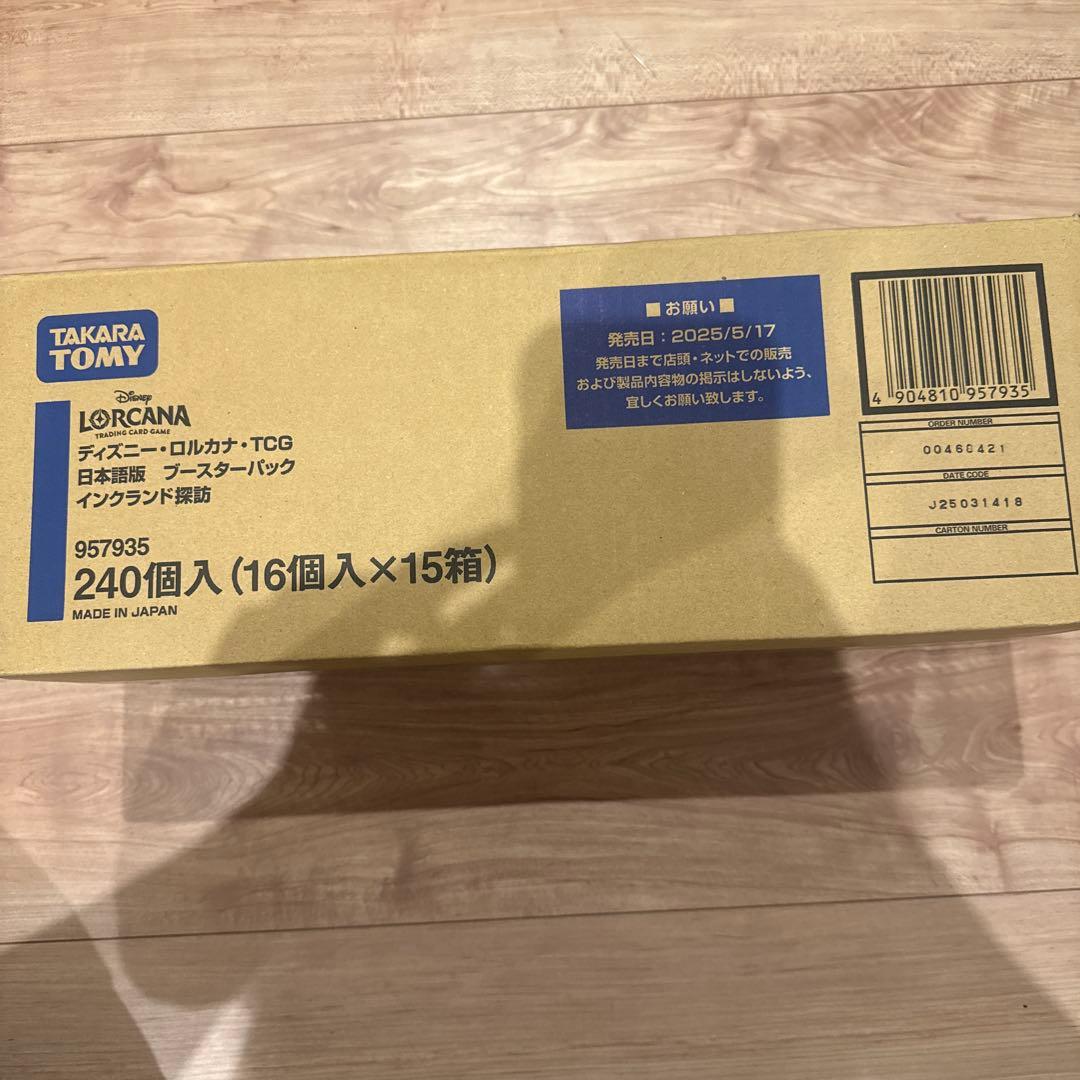 TAKARA
TOMY
Disney
LORCANA
TRADING CARD GAME
ディズニー・ロルカナ・TCG
日本語版　ブースターパック
インクランド探訪
957935
240個入(16個入×15箱)
MADE IN JAPAN
■お願い■
発売日：2025/5/17
発売日まで店頭・ネットでの販売
および製品内容物の掲示はしないよう、
宜しくお願い致します。
4 904810 957935
ORDER NUMBER
00460421
DATE CODE
J25031418
CARTON NUMBER